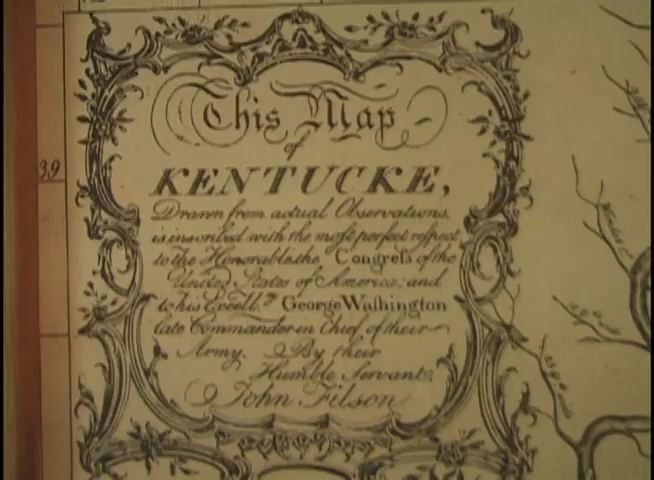 This Map
of
KENTUCKE,
Drawn from actual Observations,
is inscribed with the moſt perfect reſpect
to the Honorable the Congreſs of the
United States of America; and
to his Excell.cy George Waſhington
late Commander in Chief of their
Army. By their
Humble Servant,
John Filson
39